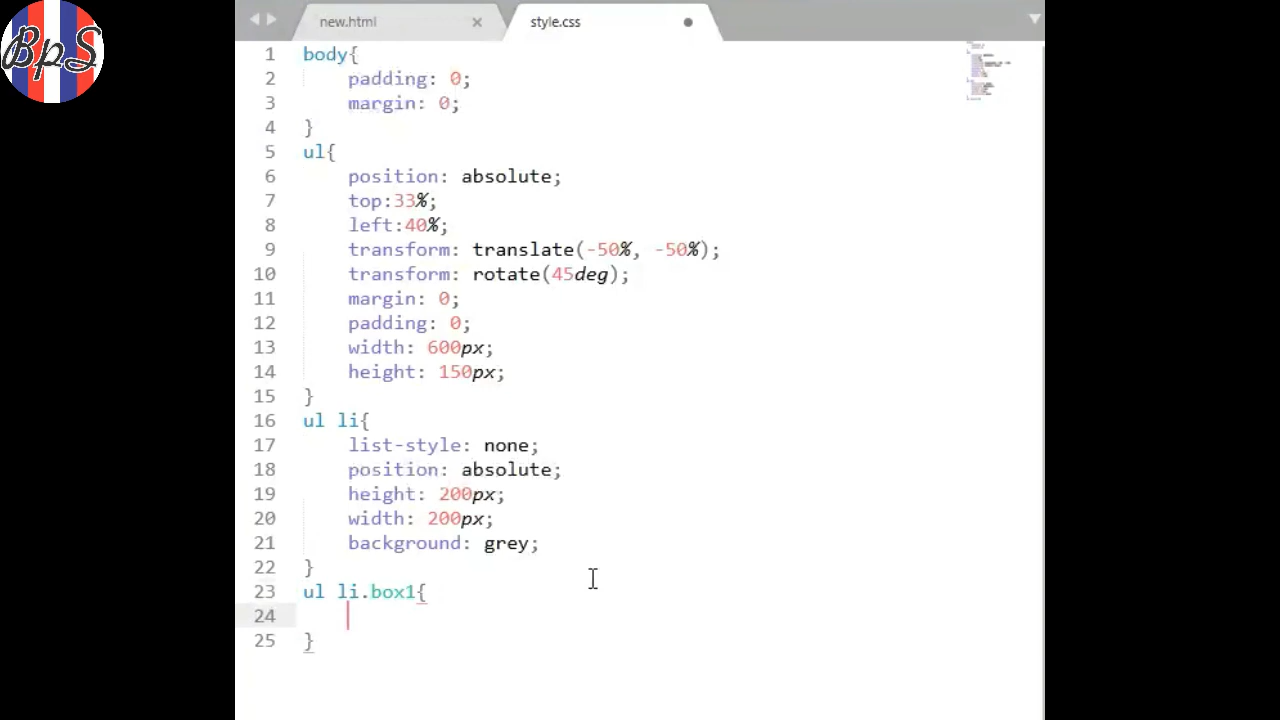 BpS
new.html
style.css
1 body{
2 padding: 0;
3 margin: 0;
4 }
5 ul{
6 position: absolute;
7 top:33%;
8 left:40%;
9 transform: translate(-50%, -50%);
10 transform: rotate(45deg);
11 margin: 0;
12 padding: 0;
13 width: 600px;
14 height: 150px;
15 }
16 ul li{
17 list-style: none;
18 position: absolute;
19 height: 200px;
20 width: 200px;
21 background: grey;
22 }
23 ul li.box1{
24
25 }